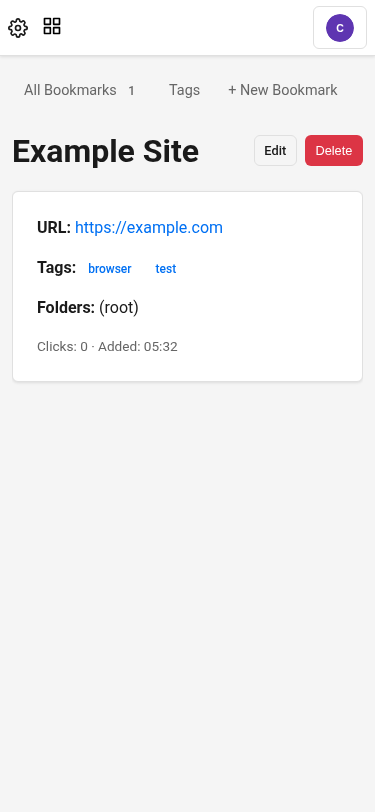 C
All Bookmarks 1 Tags + New Bookmark
Example Site Edit Delete
URL: https://example.com
Tags: browser test
Folders: (root)
Clicks: 0 · Added: 05:32